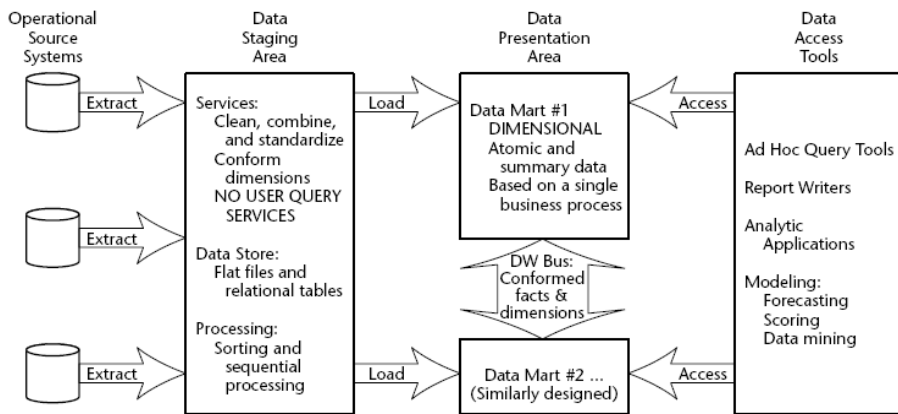 Operational
Source
Systems
Data
Staging
Area
Data
Presentation
Area
Data
Access
Tools
Extract
Extract
Extract
Services:
Clean, combine,
and standardize
Conform
dimensions
NO USER QUERY
SERVICES
Data Store:
Flat files and
relational tables
Processing:
Sorting and
sequential
processing
Load
Load
Data Mart #1
DIMENSIONAL
Atomic and
summary data
Based on a single
business process
DW Bus:
Conformed
facts &
dimensions
Data Mart #2 ...
(Similarly designed)
Access
Access
Ad Hoc Query Tools
Report Writers
Analytic
Applications
Modeling:
Forecasting
Scoring
Data mining